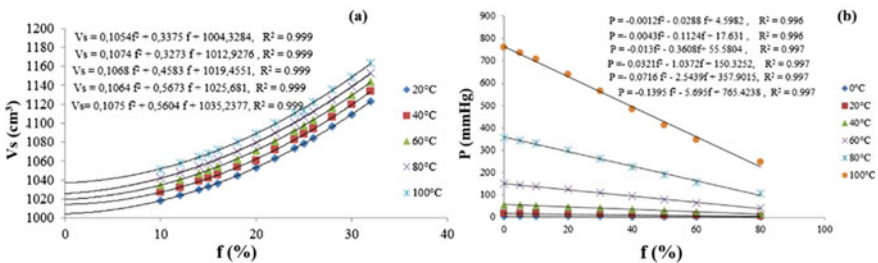 (a)
Vs = 0,1054f² + 0,3375 f + 1004,3284, R² = 0.999
Vs = 0,1074 f² + 0,3273 f + 1012,9276, R² = 0.999
Vs = 0,1068 f² + 0,4583 f + 1019,4551, R² = 0.999
Vs = 0,1064 f² + 0,5673 f + 1025,681, R² = 0.999
Vs= 0,1075 f² + 0,5604 f + 1035,2377, R² = 0.999
1200
1180
1160
1140
1120
1100
1080
1060
1040
1020
1000
Vs (cm³)
0 10 20 30 40
f (%)
20°C
40°C
60°C
80°C
100°C
(b)
P = -0.0012f² - 0.0288 f + 4.5982 , R² = 0.996
P = -0.0043f² - 0.1124 f + 17.631 , R² = 0.996
P = -0.013f² - 0.3608f + 55.5804 , R² = 0.997
P = -0.0321f² - 1.0372f + 150.3252, R² = 0.997
P = - 0.0716 f² - 2.5439f + 357.9015, R² = 0.997
P = -0.1395 f² - 5.695f + 765.4238 , R² = 0.997
900
800
700
600
500
400
300
200
100
0
P (mmHg)
0 20 40 60 80 100
f (%)
0°C
20°C
40°C
60°C
80°C
100°C